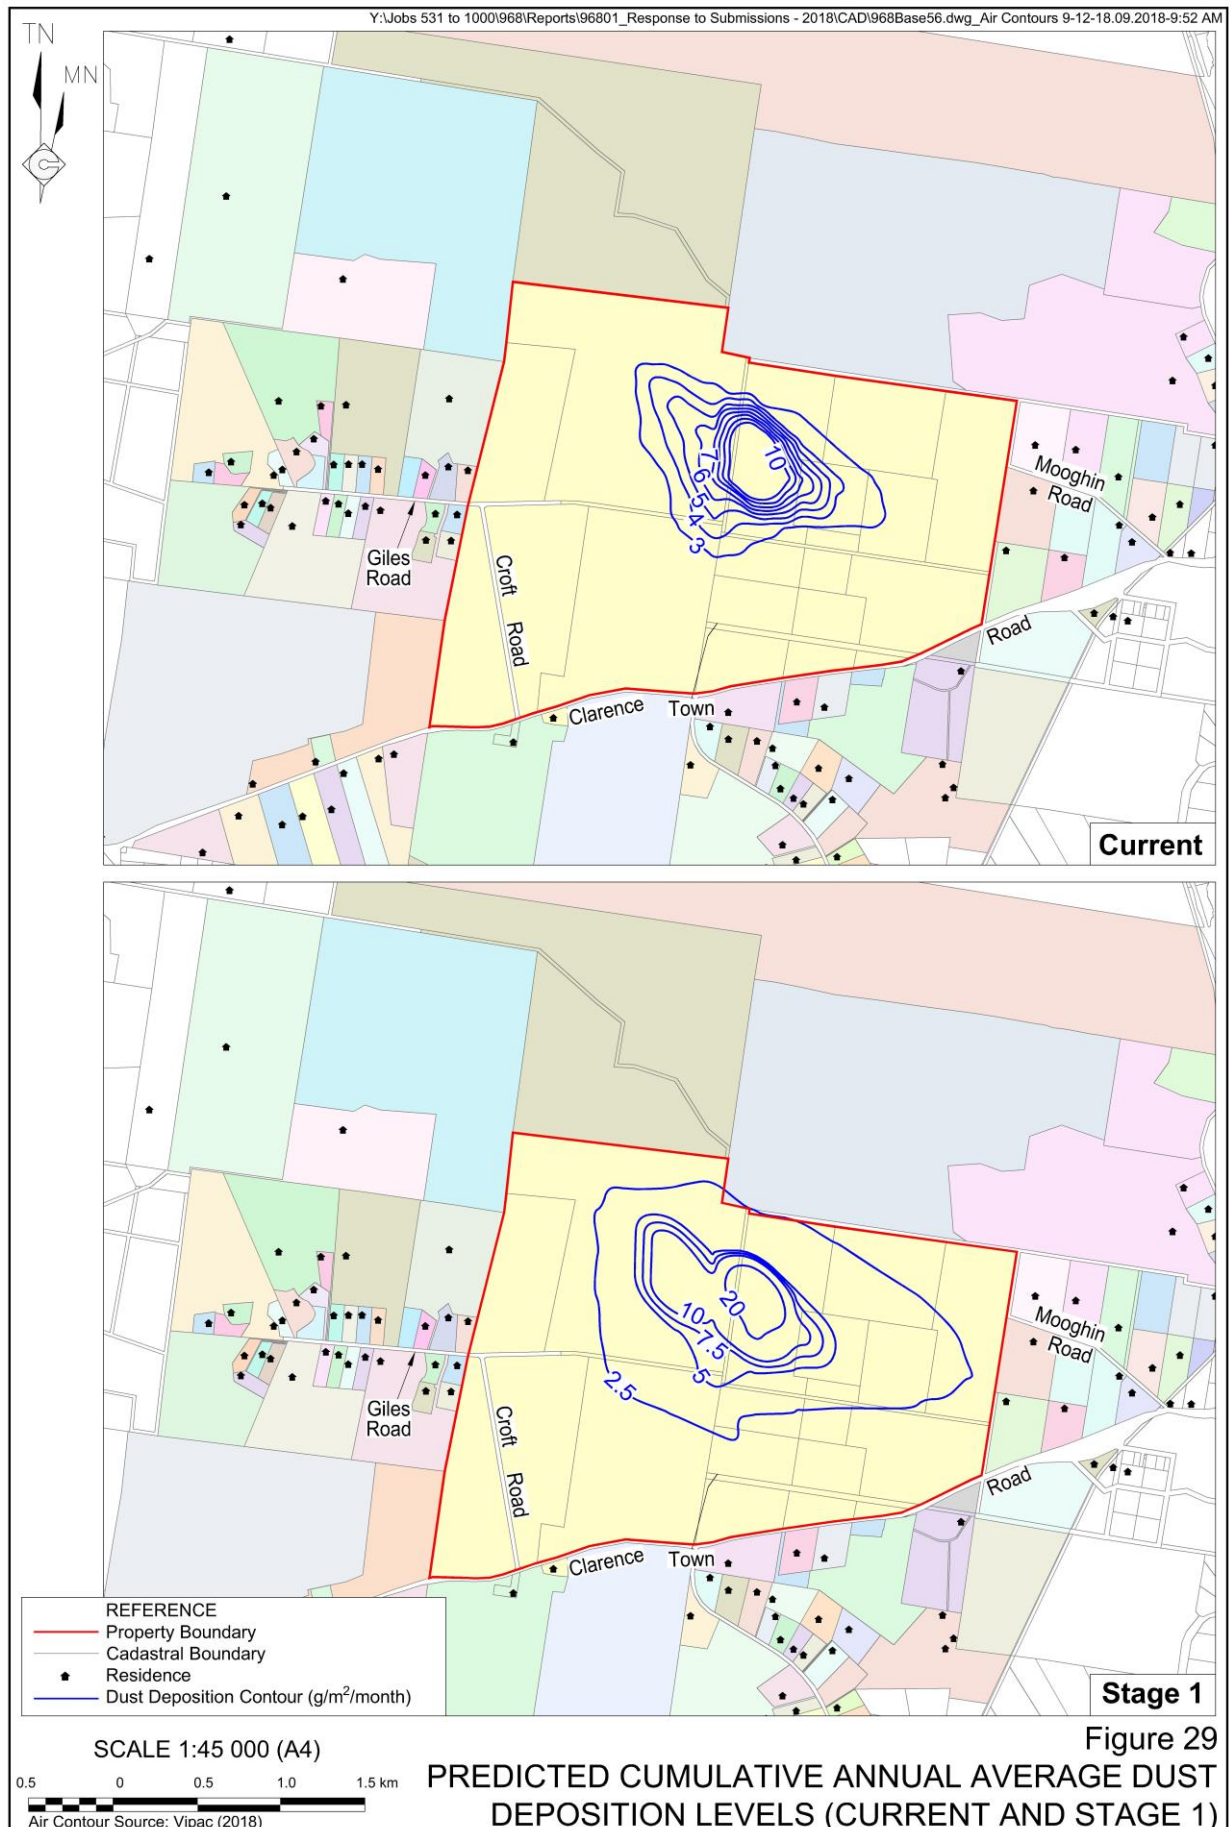 Y:\Jobs 531 to 1000\968\Reports\96801_Response to Submissions - 2018\CAD\968Base56.dwg_Air Contours 9-12-18.09.2018-9:52 AM
TN
MN
10
7
6
5
4
3
Mooghin
Road
Giles
Road
Croft
Road
Road
Clarence Town
Current
20
10
7.5
5
2.5
Mooghin
Road
Giles
Road
Croft
Road
Road
Clarence Town
REFERENCE
Property Boundary
Cadastral Boundary
Residence
Dust Deposition Contour (g/m²/month)
Stage 1
SCALE 1:45 000 (A4)
0.5 0 0.5 1.0 1.5 km
Air Contour Source: Vipac (2018)
Figure 29
PREDICTED CUMULATIVE ANNUAL AVERAGE DUST
DEPOSITION LEVELS (CURRENT AND STAGE 1)